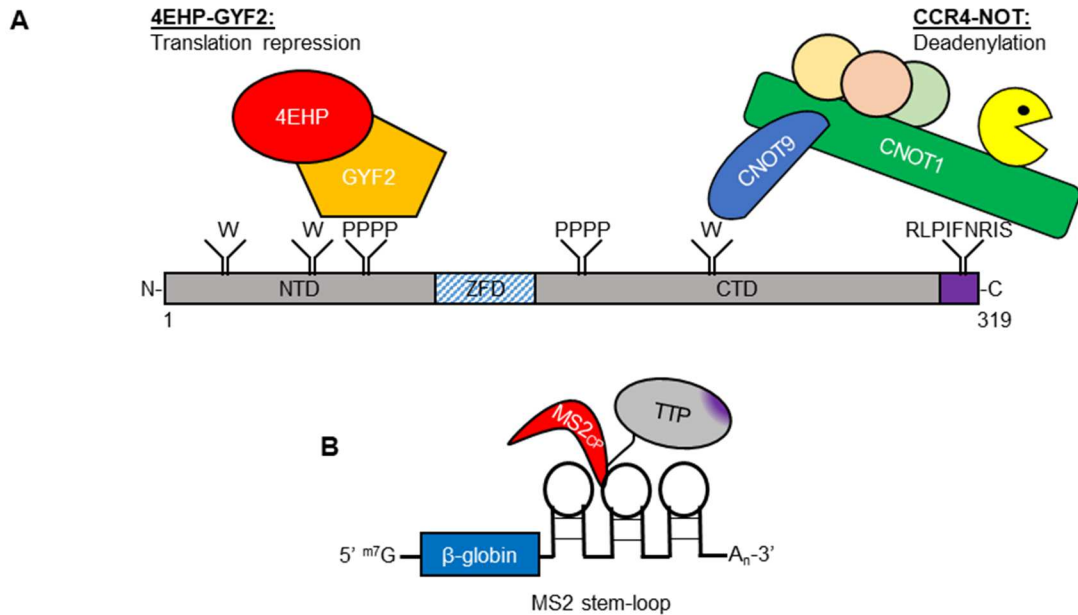 A
4EHP-GYF2:
Translation repression
CCR4-NOT:
Deadenylation
4EHP
GYF2
CNOT9
CNOT1
W
W
PPPP
PPPP
W
RLPIFNRIS
N-
NTD
ZFD
CTD
-C
1
319
B
MS2CP
TTP
5' m7G
β-globin
An-3'
MS2 stem-loop